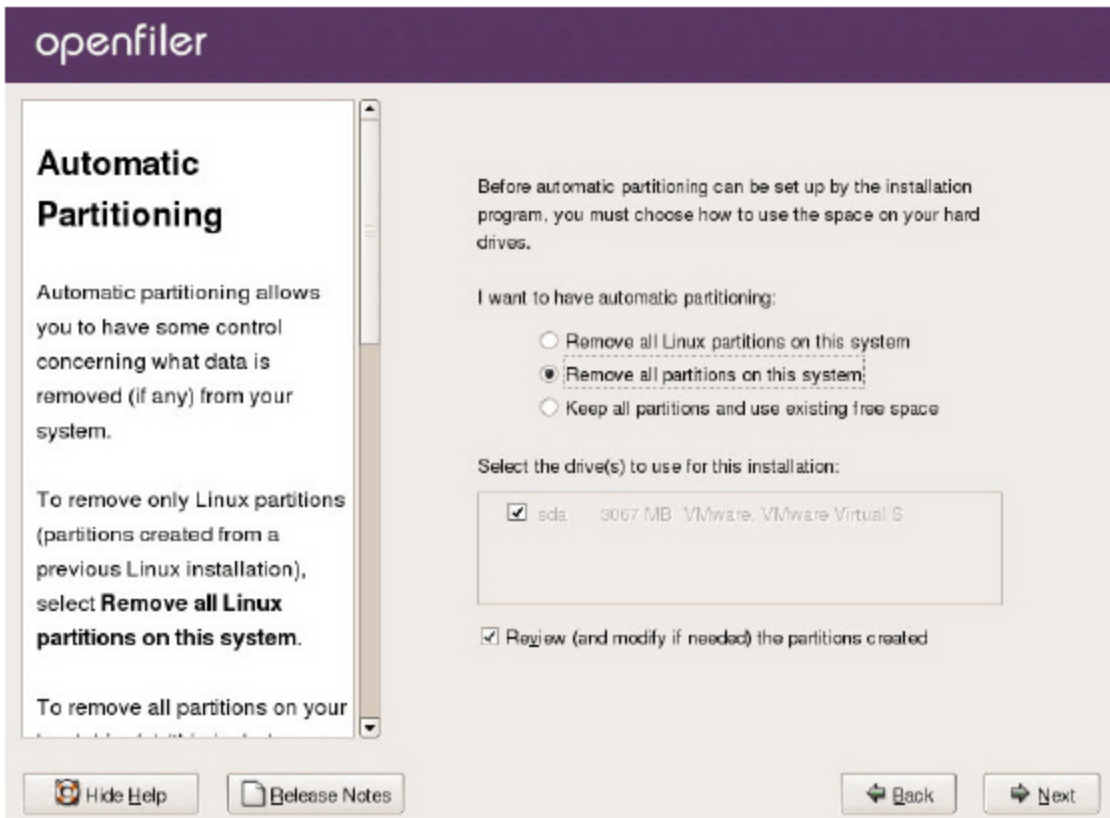 openfiler
Automatic
Partitioning
Automatic partitioning allows
you to have some control
concerning what data is
removed (if any) from your
system.
To remove only Linux partitions
(partitions created from a
previous Linux installation),
select Remove all Linux
partitions on this system.
To remove all partitions on your
Before automatic partitioning can be set up by the installation
program, you must choose how to use the space on your hard
drives.
I want to have automatic partitioning:
Remove all Linux partitions on this system
Remove all partitions on this system
Keep all partitions and use existing free space
Select the drive(s) to use for this installation:
sda 3067 MB VMware, VMware Virtual S
Review (and modify if needed) the partitions created
Hide Help
Release Notes
Back
Next